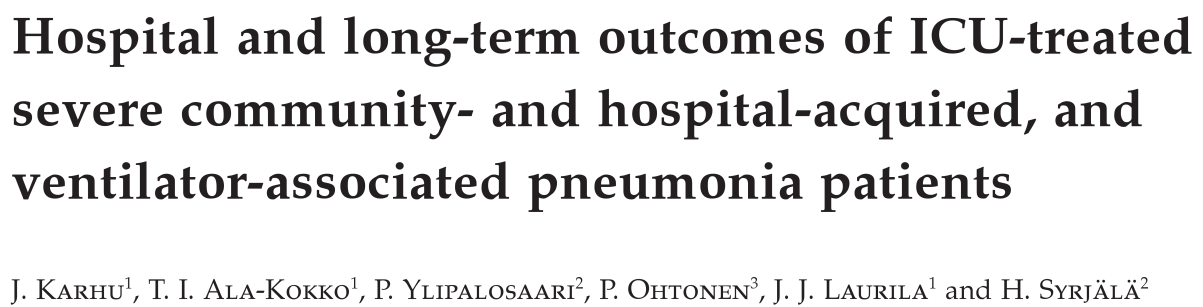 Hospital and long-term outcomes of ICU-treated
severe community- and hospital-acquired, and
ventilator-associated pneumonia patients
J. Karhu¹, T. I. Ala-Kokko¹, P. Ylipalosaari², P. Ohtonen³, J. J. Laurila¹ and H. Syrjälä²